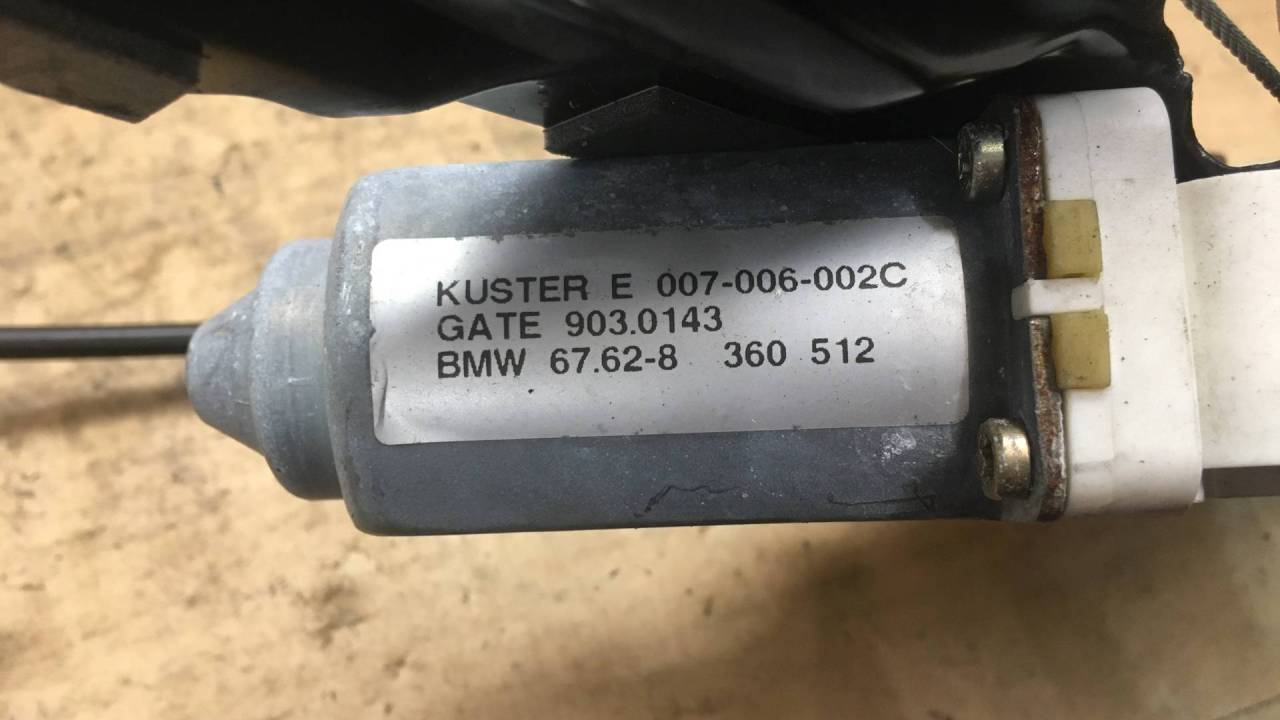 KUSTER E 007-006-002C
GATE 903.0143
BMW 67.62-8 360 512